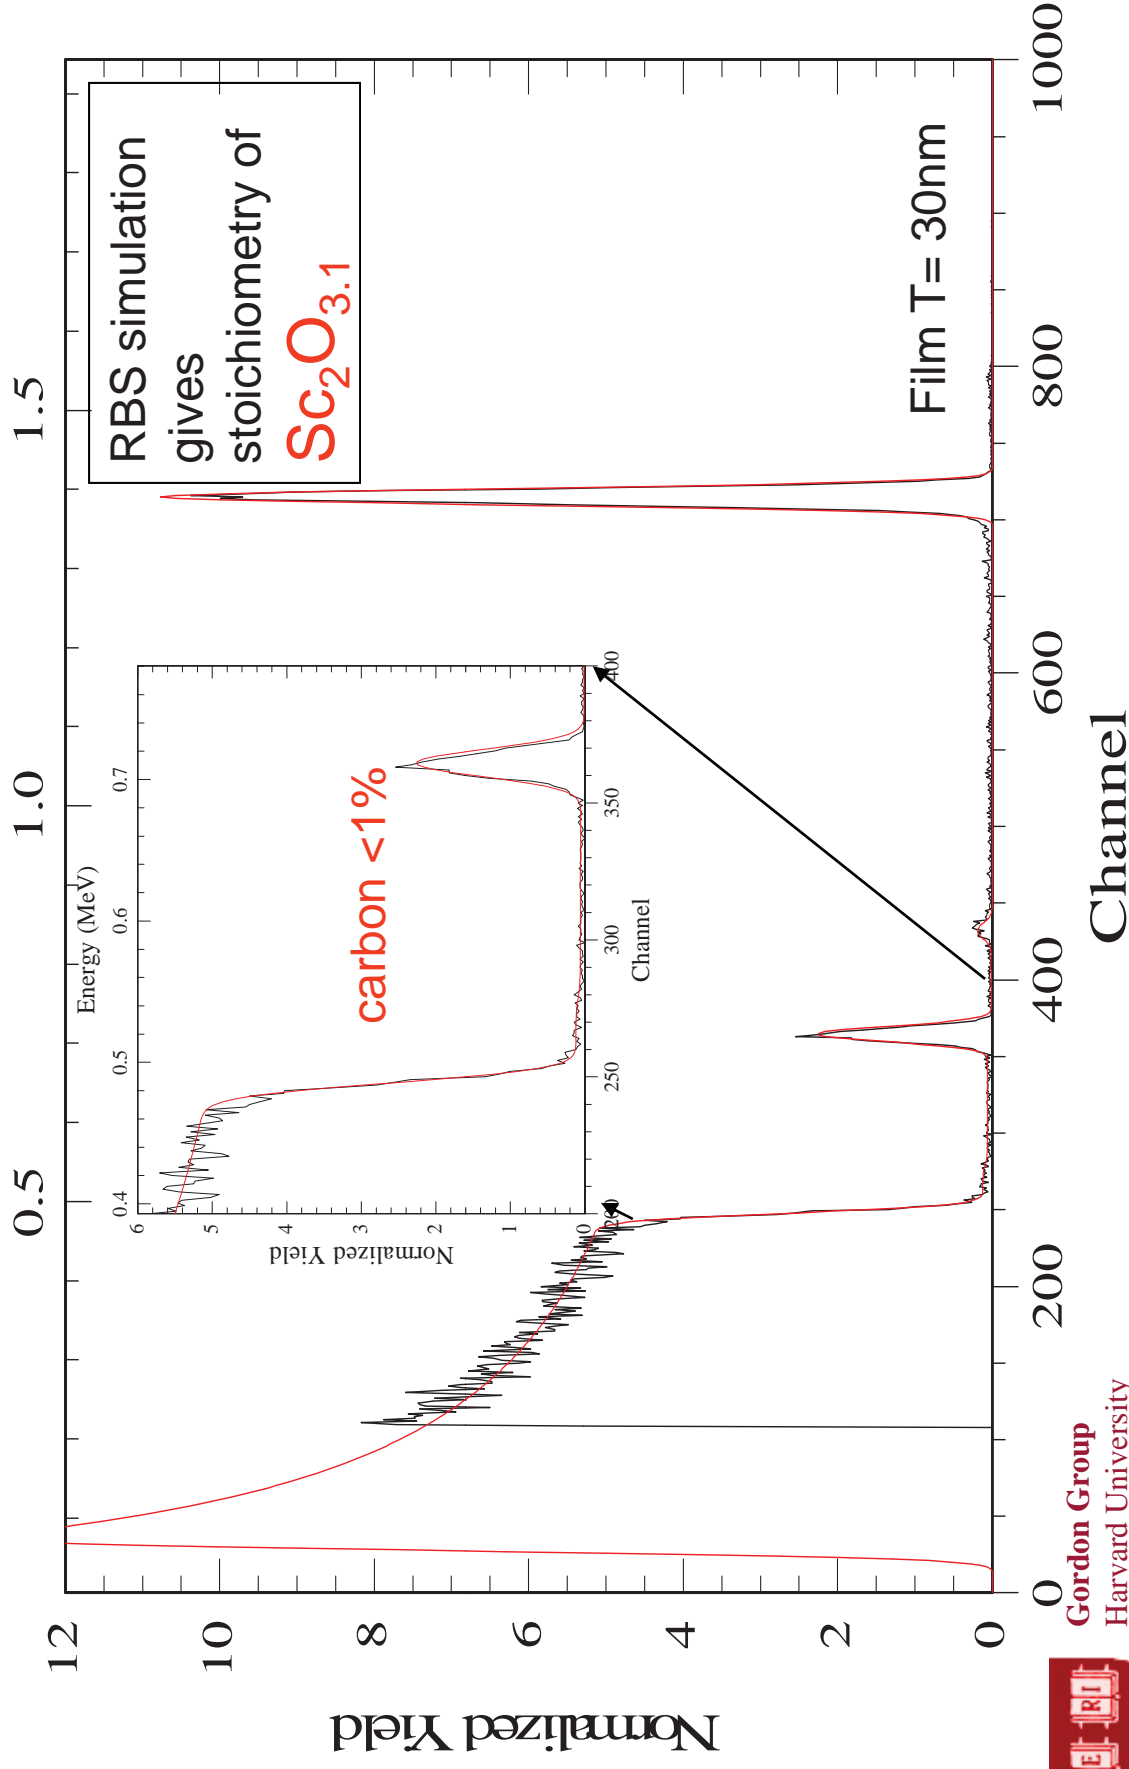 Energy (MeV)
0.5
1.0
1.5
12
10
8
6
4
2
0
Normalized Yield
0
200
400
600
800
1000
Channel
RBS simulation
gives
stoichiometry of
Sc₂O₃.₁
Film T= 30nm
0.4
0.5
0.6
0.7
6
5
4
3
2
1
0
Normalized Yield
200
250
300
350
400
Channel
carbon <1%
Gordon Group
Harvard University
E RI